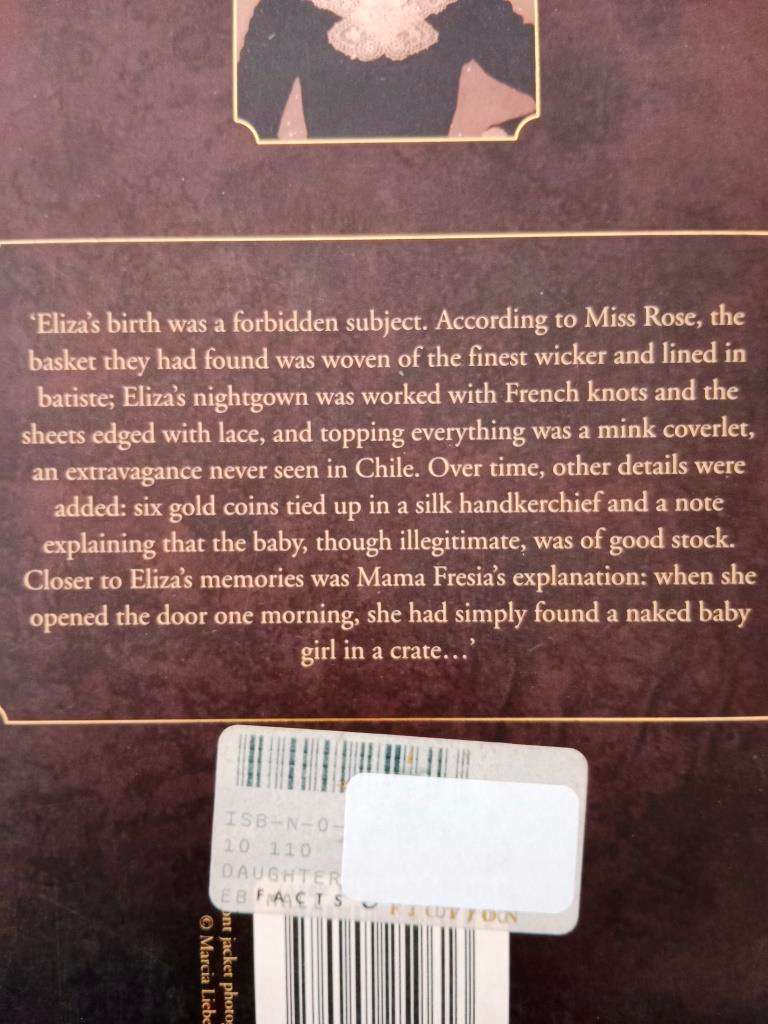 ‘Eliza’s birth was a forbidden subject. According to Miss Rose, the
basket they had found was woven of the finest wicker and lined in
batiste; Eliza’s nightgown was worked with French knots and the
sheets edged with lace, and topping everything was a mink coverlet,
an extravagance never seen in Chile. Over time, other details were
added: six gold coins tied up in a silk handkerchief and a note
explaining that the baby, though illegitimate, was of good stock.
Closer to Eliza’s memories was Mama Fresia’s explanation: when she
opened the door one morning, she had simply found a naked baby
girl in a crate…’
ISB-N-0-
10 110
DAUGHTER
EB
FACTS
© Marcia